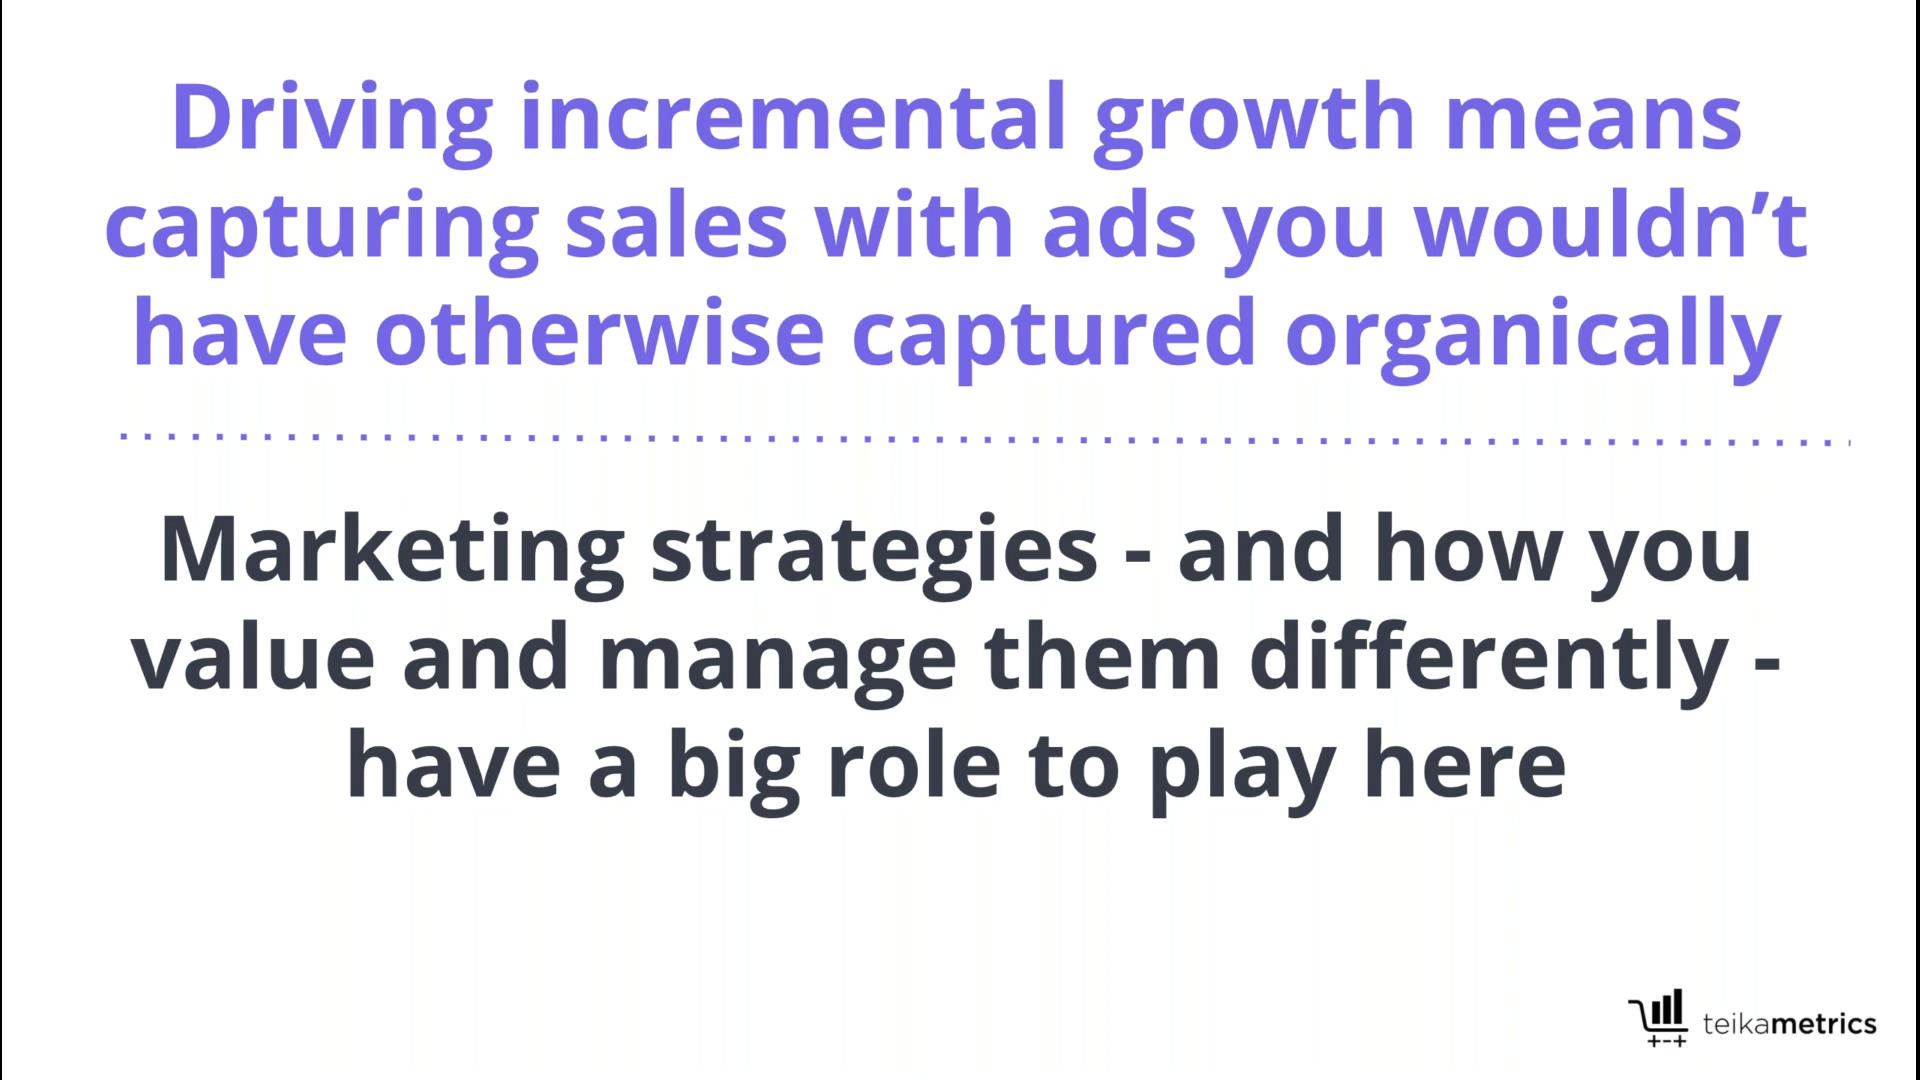 Driving incremental growth means
capturing sales with ads you wouldn’t
have otherwise captured organically
Marketing strategies - and how you
value and manage them differently -
have a big role to play here
teikametrics